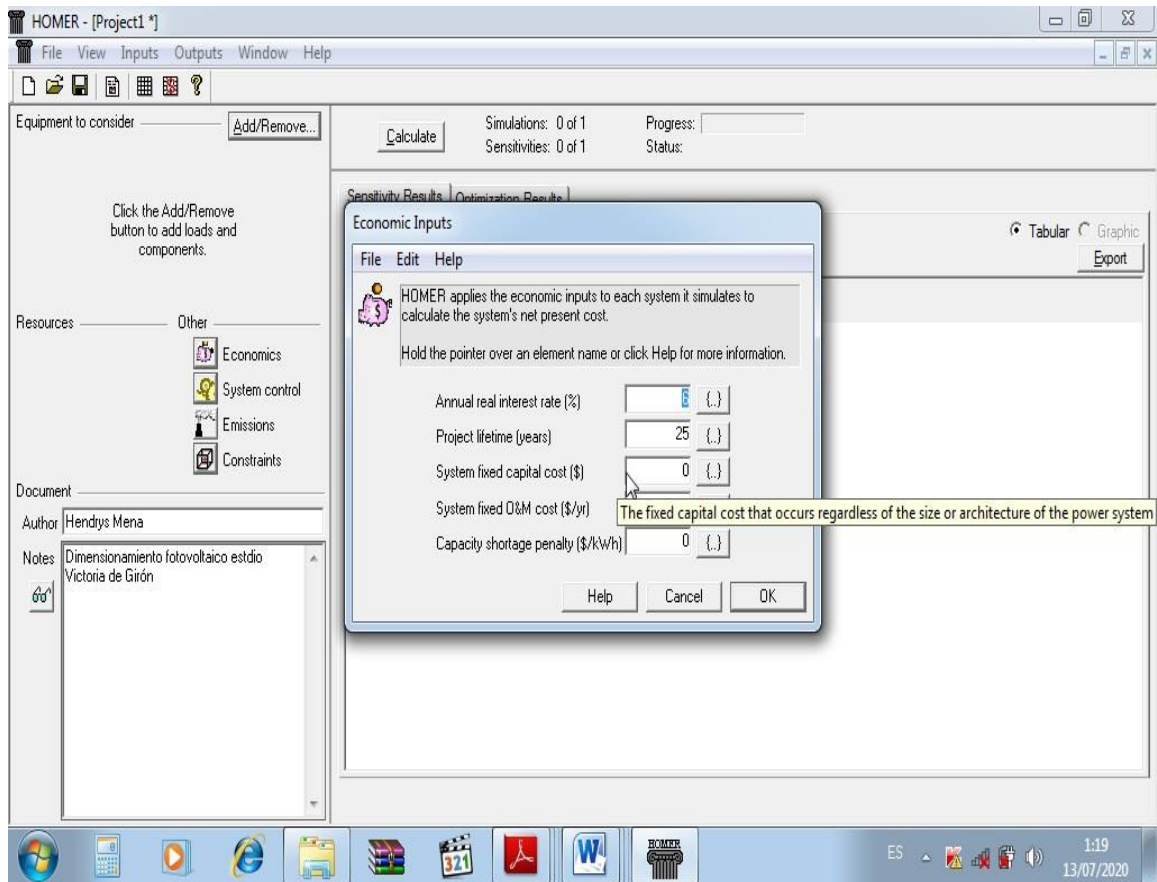 HOMER - [Project1 *]
File View Inputs Outputs Window Help
Equipment to consider
Add/Remove...
Calculate
Simulations: 0 of 1
Progress:
Sensitivities: 0 of 1
Status:
Click the Add/Remove
button to add loads and
components.
Sensitivity Results
Optimization Results
Tabular
Graphic
Export
Resources
Other
Economics
System control
Emissions
Constraints
Document
Author Hendrys Mena
Notes
Dimensionamiento fotovoltaico estdio
Victoria de Girón
Economic Inputs
File Edit Help
HOMER applies the economic inputs to each system it simulates to
calculate the system's net present cost.
Hold the pointer over an element name or click Help for more information.
Annual real interest rate (%) 6 {..}
Project lifetime (years) 25 {..}
System fixed capital cost ($) 0 {..}
System fixed O&M cost ($/yr)
The fixed capital cost that occurs regardless of the size or architecture of the power system
Capacity shortage penalty ($/kWh) 0 {..}
Help Cancel OK
321
W
HOMER
ES
1:19
13/07/2020